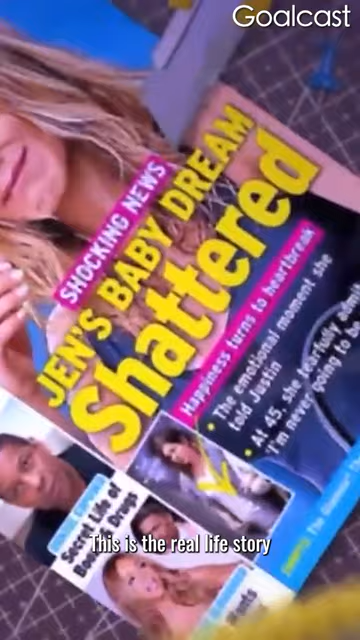 Goalcast
SHOCKING NEWS
JEN'S BABY DREAM
Shattered
Happiness turns to heartbreak
• The emotional moment she
told Justin
• At 45, she tearfully
"I'm never going to
Secret Life of
Drugs
This is the real life story